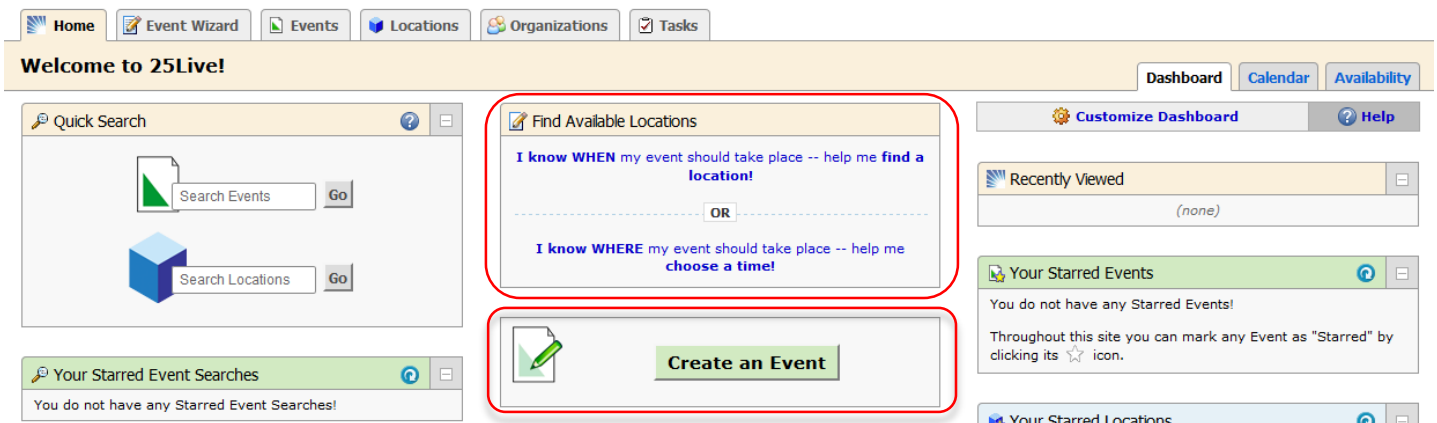 Home
Event Wizard
Events
Locations
Organizations
Tasks
Welcome to 25Live!
Dashboard
Calendar
Availability
Quick Search
Search Events
Go
Search Locations
Go
Your Starred Event Searches
You do not have any Starred Event Searches!
Find Available Locations
I know WHEN my event should take place -- help me find a
location!
OR
I know WHERE my event should take place -- help me
choose a time!
Create an Event
Customize Dashboard
Help
Recently Viewed
(none)
Your Starred Events
You do not have any Starred Events!
Throughout this site you can mark any Event as "Starred" by
clicking its icon.
Your Starred Locations